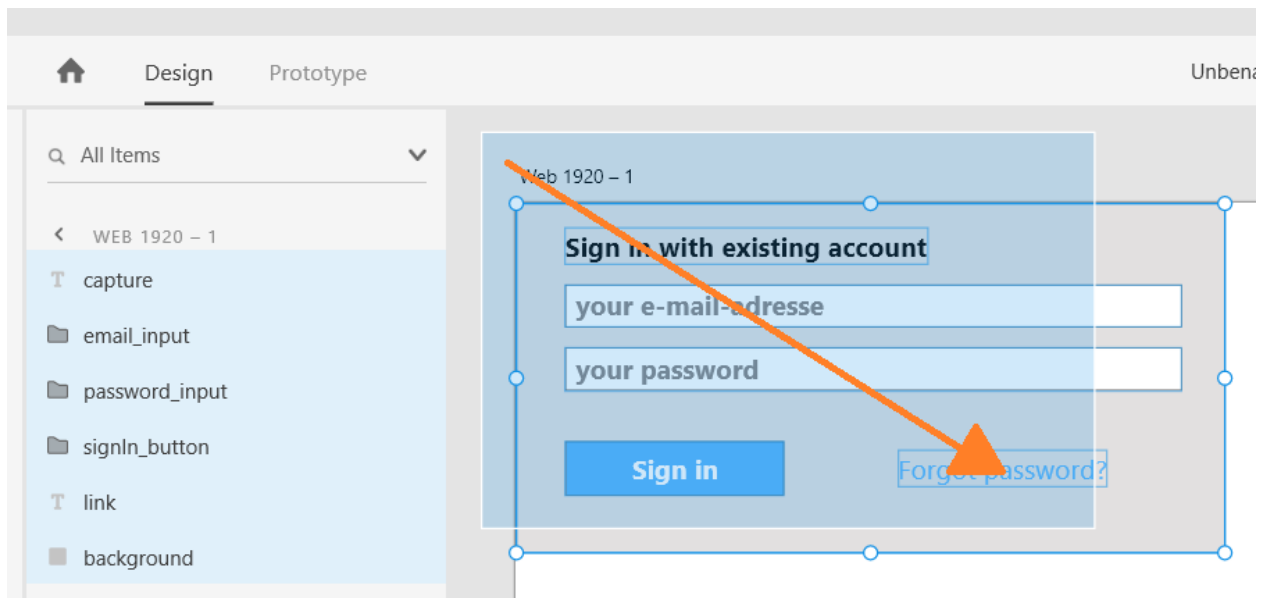 Design Prototype Unbena
All Items
WEB 1920 – 1
capture
email_input
password_input
signIn_button
link
background
Web 1920 – 1
Sign in with existing account
your e-mail-adresse
your password
Sign in Forgot password?